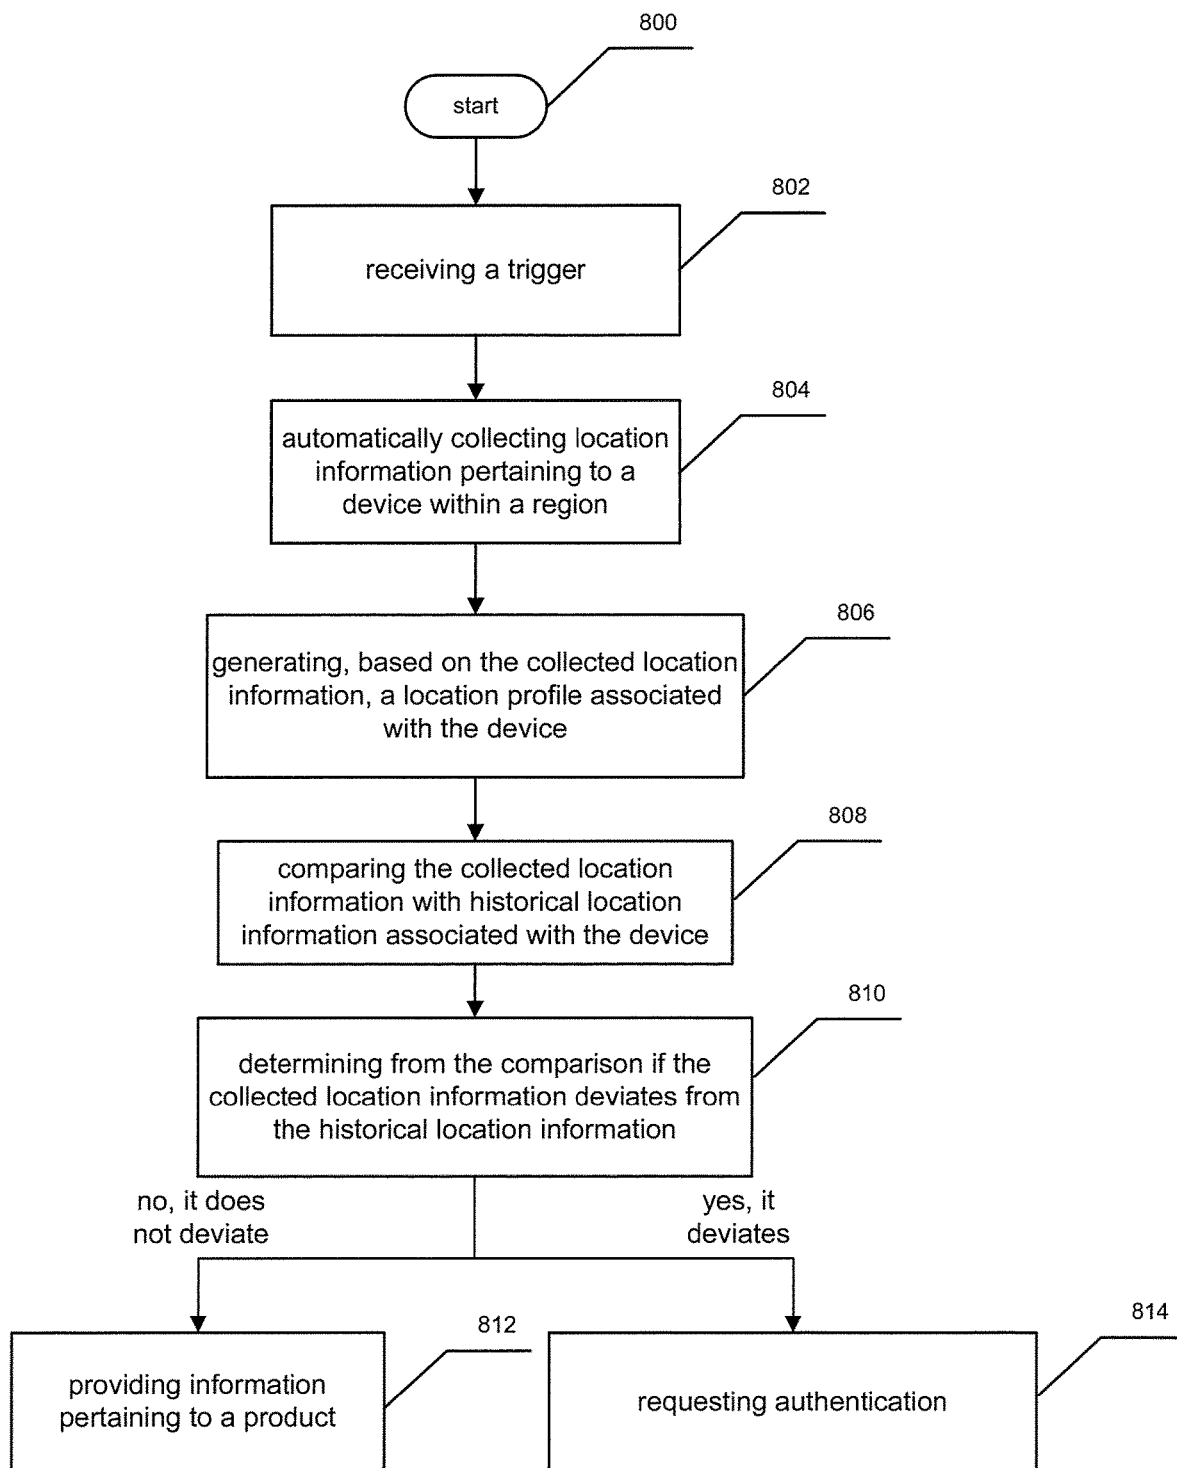 800
start
802
receiving a trigger
804
automatically collecting location
information pertaining to a
device within a region
806
generating, based on the collected location
information, a location profile associated
with the device
808
comparing the collected location
information with historical location
information associated with the device
810
determining from the comparison if the
collected location information deviates from
the historical location information
no, it does
not deviate
yes, it
deviates
812
providing information
pertaining to a product
814
requesting authentication